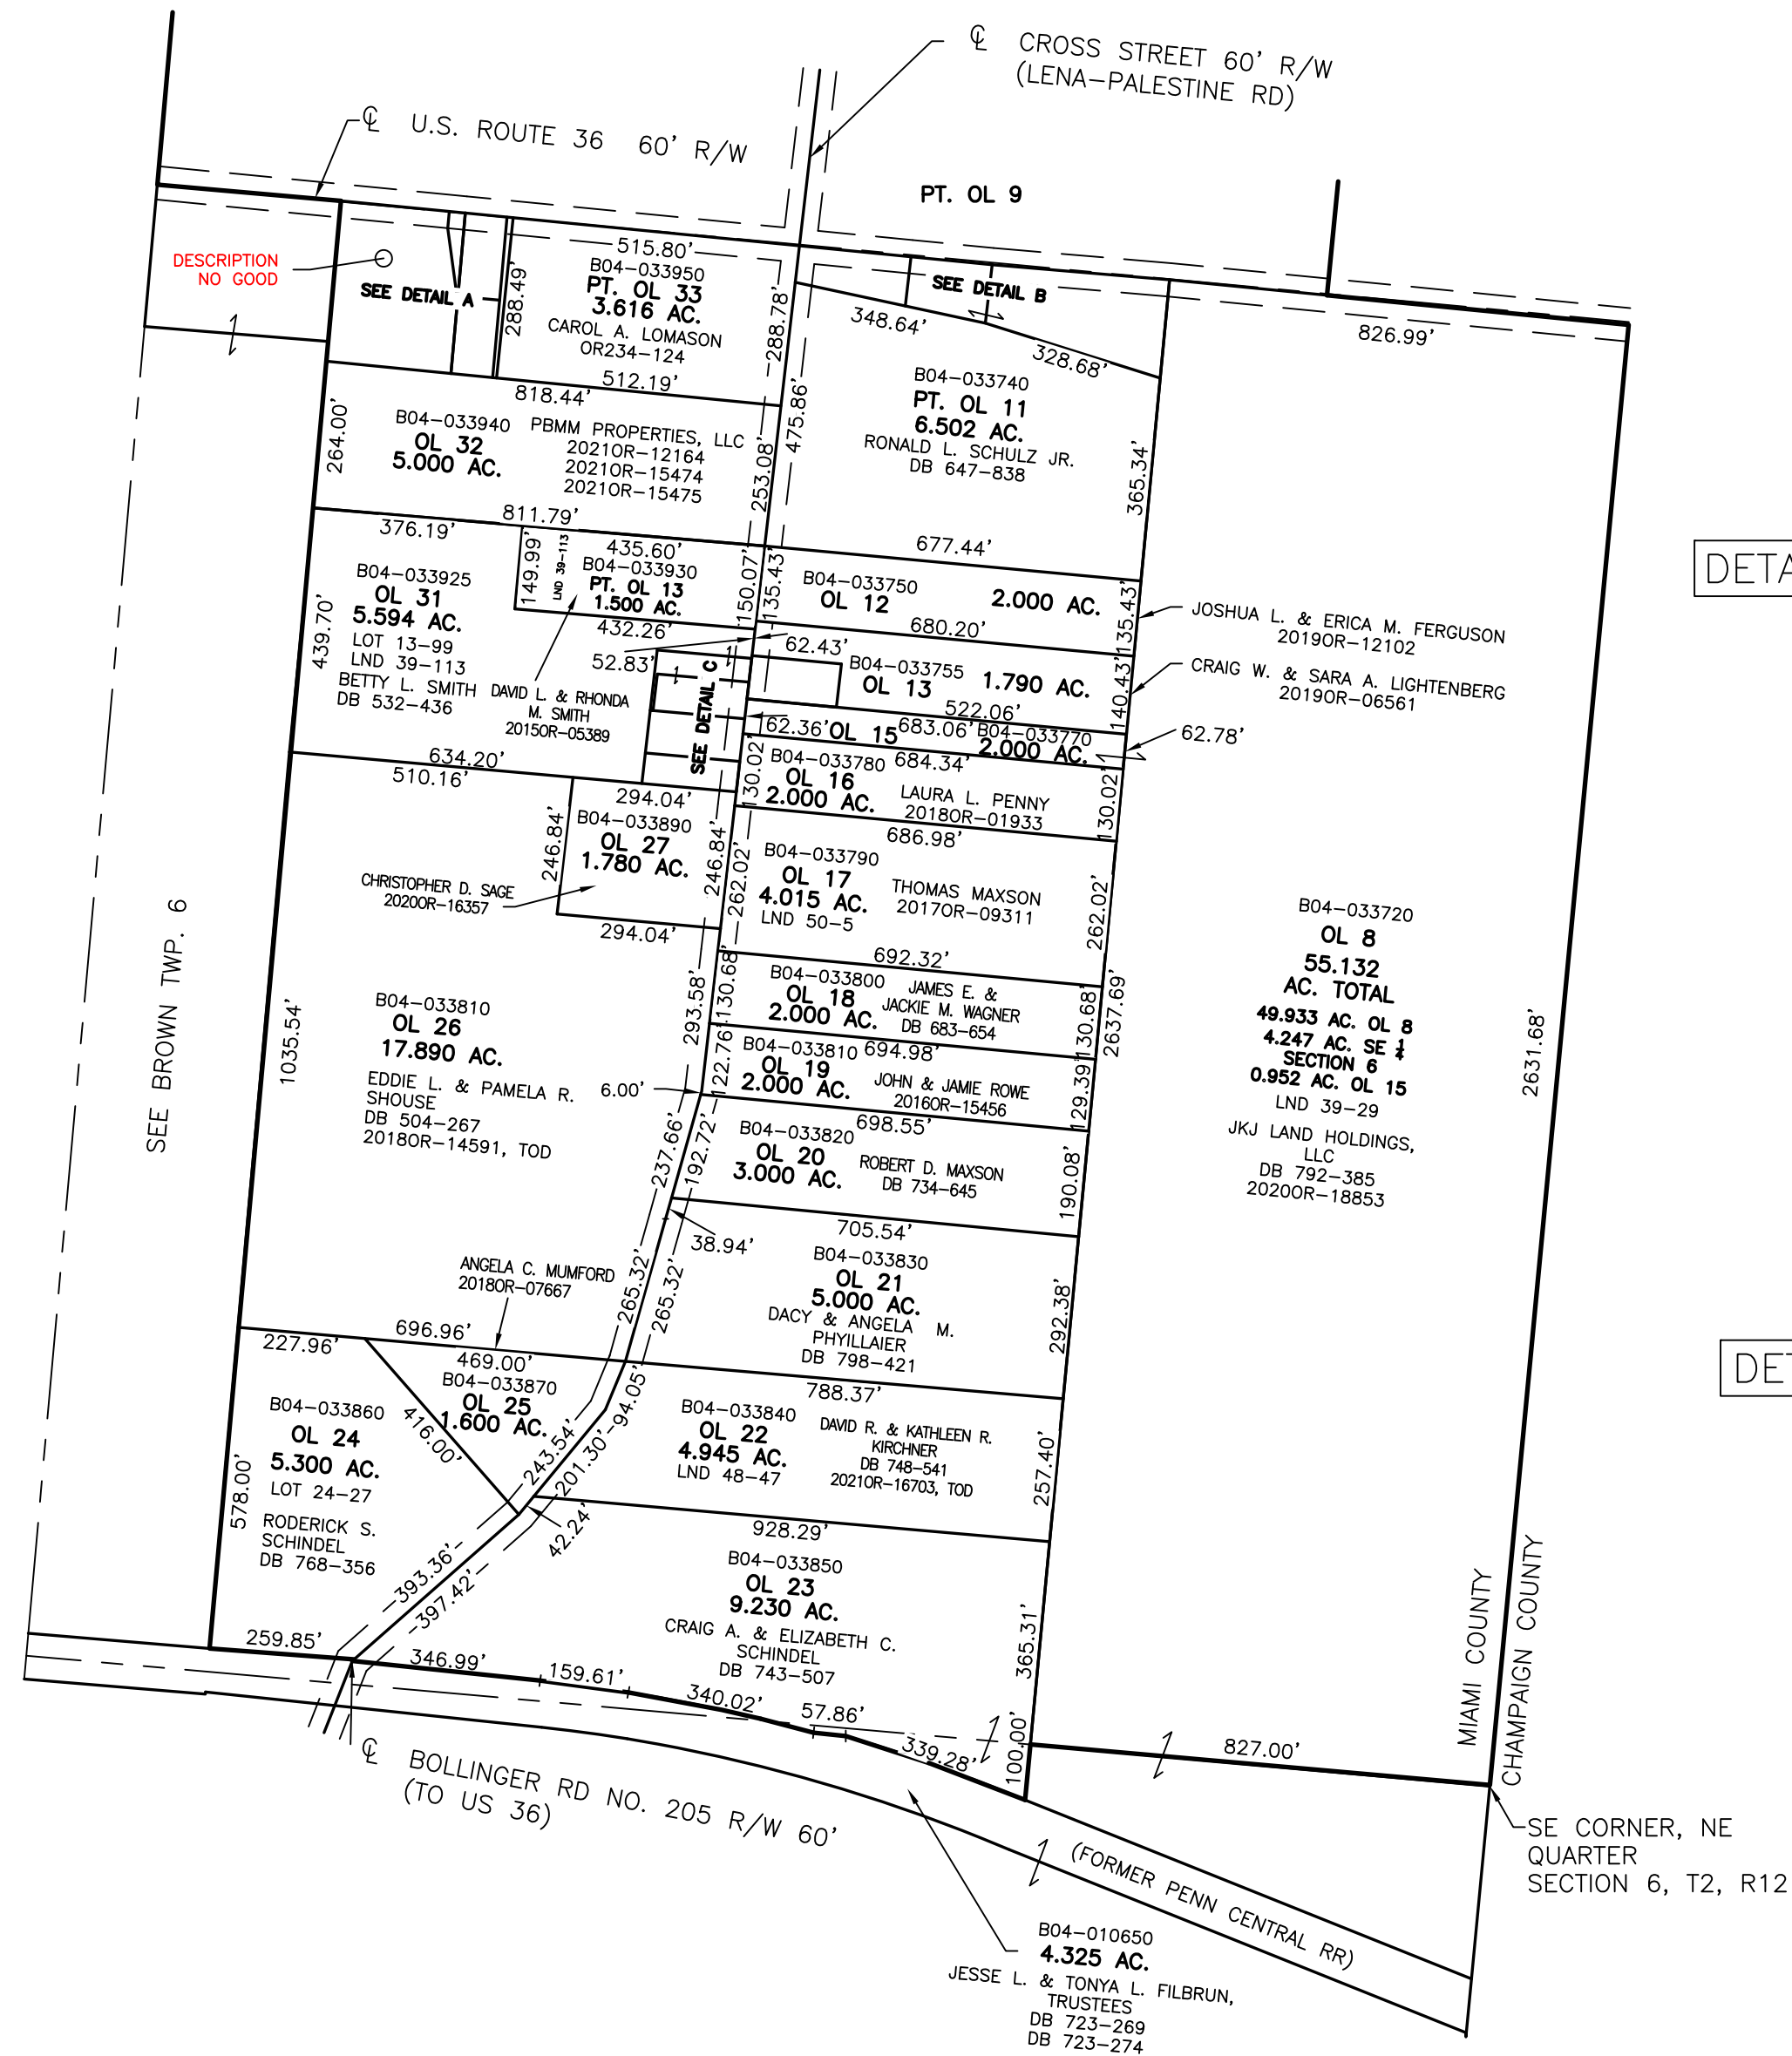 ℄ CROSS STREET 60' R/W
(LENA-PALESTINE RD)
℄ U.S. ROUTE 36 60' R/W
PT. OL 9
DESCRIPTION
NO GOOD
SEE DETAIL A
288.49'
515.80'
B04-033950
PT. OL 33
3.616 AC.
CAROL A. LOMASON
OR234-124
512.19'
288.78'
SEE DETAIL B
348.64'
328.68'
826.99'
818.44'
264.00'
B04-033940
OL 32
5.000 AC.
PBMM PROPERTIES, LLC
2021OR-12164
2021OR-15474
2021OR-15475
253.08'
475.86'
B04-033740
PT. OL 11
6.502 AC.
RONALD L. SCHULZ JR.
DB 647-838
365.34'
811.79'
376.19'
435.60'
677.44'
DETA
439.70'
B04-033925
OL 31
5.594 AC.
LOT 13-99
LND 39-113
BETTY L. SMITH
DB 532-436
149.99'
LND 39-113
B04-033930
PT. OL 13
1.500 AC.
150.07'
432.26'
DAVID L. & RHONDA
M. SMITH
2015OR-05389
135.43'
B04-033750
OL 12
2.000 AC.
135.43'
JOSHUA L. & ERICA M. FERGUSON
2019OR-12102
680.20'
52.83'
62.43'
B04-033755
OL 13
1.790 AC.
140.43'
CRAIG W. & SARA A. LIGHTENBERG
2019OR-06561
522.06'
SEE DETAIL C
62.36'
OL 15
683.06'
B04-033770
2.000 AC.
62.78'
634.20'
510.16'
130.02'
B04-033780
684.34'
OL 16
2.000 AC.
LAURA L. PENNY
2018OR-01933
130.02'
294.04'
246.84'
B04-033890
OL 27
1.780 AC.
246.84'
CHRISTOPHER D. SAGE
2020OR-16357
294.04'
686.98'
262.02'
B04-033790
OL 17
4.015 AC.
LND 50-5
THOMAS MAXSON
2017OR-09311
262.02'
692.32'
SEE BROWN TWP. 6
1035.54'
B04-033810
OL 26
17.890 AC.
EDDIE L. & PAMELA R.
SHOUSE
DB 504-267
2018OR-14591, TOD
293.58'
130.68'
B04-033800
OL 18
2.000 AC.
JAMES E. &
JACKIE M. WAGNER
DB 683-654
130.68'
2637.69'
122.76'
B04-033810
694.98'
OL 19
2.000 AC.
JOHN & JAMIE ROWE
2016OR-15456
129.39'
6.00'
698.55'
237.66'
192.72'
B04-033820
OL 20
3.000 AC.
ROBERT D. MAXSON
DB 734-645
190.08'
705.54'
38.94'
B04-033830
OL 21
5.000 AC.
DACY & ANGELA M.
PHYILLAIER
DB 798-421
292.38'
265.32'
265.32'
B04-033720
OL 8
55.132
AC. TOTAL
49.933 AC. OL 8
4.247 AC. SE ¼
SECTION 6
0.952 AC. OL 15
LND 39-29
JKJ LAND HOLDINGS,
LLC
DB 792-385
2020OR-18853
2631.68'
DET
ANGELA C. MUMFORD
2018OR-07667
696.96'
227.96'
469.00'
B04-033870
OL 25
1.600 AC.
416.00'
243.54'
201.30'
94.05'
788.37'
B04-033840
OL 22
4.945 AC.
LND 48-47
DAVID R. & KATHLEEN R.
KIRCHNER
DB 748-541
2021OR-16703, TOD
257.40'
578.00'
B04-033860
OL 24
5.300 AC.
LOT 24-27
RODERICK S.
SCHINDEL
DB 768-356
42.24'
928.29'
393.36'
397.42'
B04-033850
OL 23
9.230 AC.
CRAIG A. & ELIZABETH C.
SCHINDEL
DB 743-507
365.31'
259.85'
346.99'
159.61'
340.02'
57.86'
339.28'
100.00'
827.00'
MIAMI COUNTY
CHAMPAIGN COUNTY
℄ BOLLINGER RD NO. 205 R/W 60'
(TO US 36)
SE CORNER, NE
QUARTER
SECTION 6, T2, R12
(FORMER PENN CENTRAL RR)
B04-010650
4.325 AC.
JESSE L. & TONYA L. FILBRUN,
TRUSTEES
DB 723-269
DB 723-274